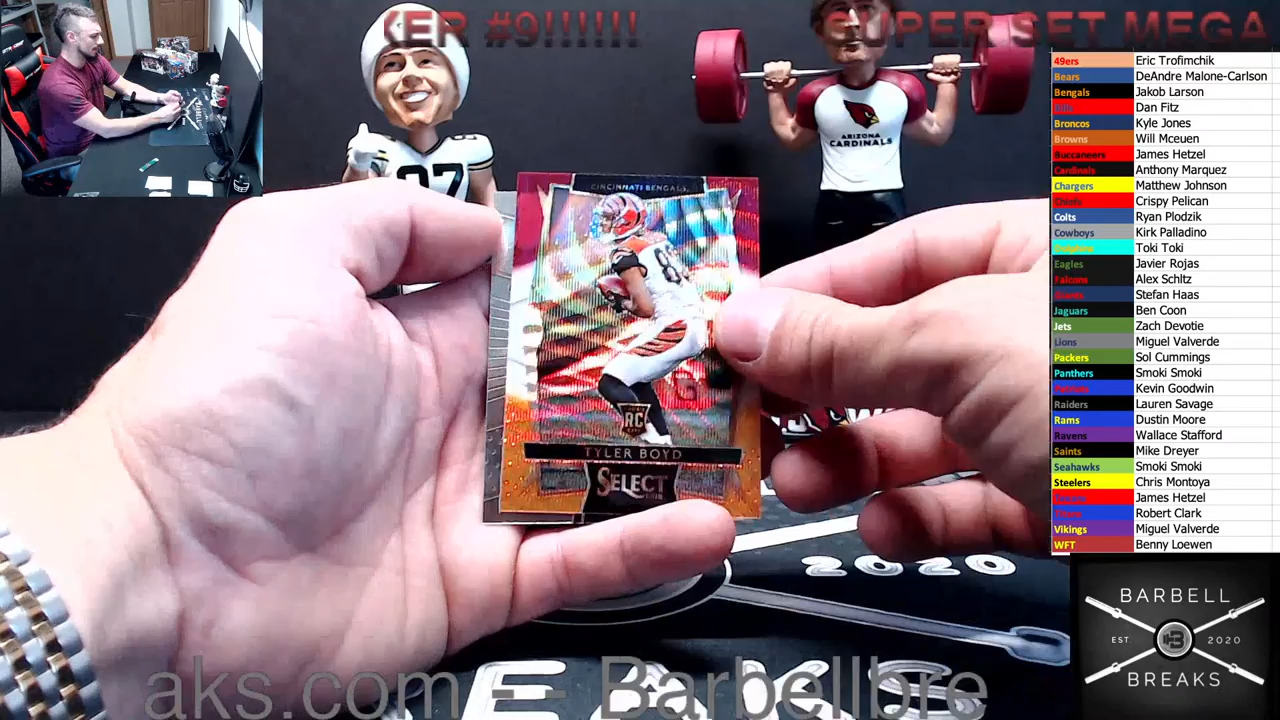 KER #9!!!!!!
SUPER SET MEGA
49ers Eric Trofimchik
Bears DeAndre Malone-Carlson
Bengals Jakob Larson
Bills Dan Fitz
Broncos Kyle Jones
Browns Will Mceuen
Buccaneers James Hetzel
Cardinals Anthony Marquez
Chargers Matthew Johnson
Chiefs Crispy Pelican
Colts Ryan Plodzik
Cowboys Kirk Palladino
Dolphins Toki Toki
Eagles Javier Rojas
Falcons Alex Schltz
Giants Stefan Haas
Jaguars Ben Coon
Jets Zach Devotie
Lions Miguel Valverde
Packers Sol Cummings
Panthers Smoki Smoki
Patriots Kevin Goodwin
Raiders Lauren Savage
Rams Dustin Moore
Ravens Wallace Stafford
Saints Mike Dreyer
Seahawks Smoki Smoki
Steelers Chris Montoya
Texans James Hetzel
Titans Robert Clark
Vikings Miguel Valverde
WFT Benny Loewen
ARIZONA
CARDINALS
CINCINNATI BENGALS
RC
TYLER BOYD
SELECT
2020
BARBELL
EST 2020
BREAKS
aks.com - - Barbellbre